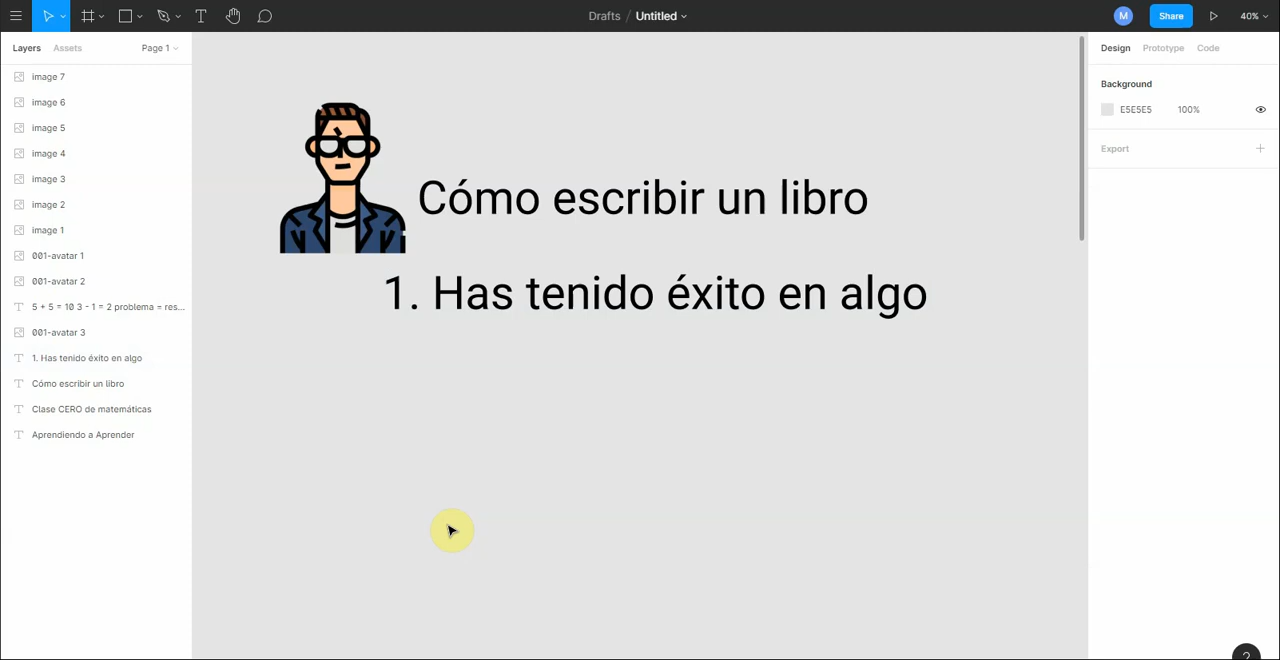 Drafts / Untitled
M
Share
40%
Layers
Assets
Page 1
Design
Prototype
Code
image 7
image 6
image 5
image 4
image 3
image 2
image 1
001-avatar 1
001-avatar 2
5 + 5 = 10 3 - 1 = 2 problema = res...
001-avatar 3
1. Has tenido éxito en algo
Cómo escribir un libro
Clase CERO de matemáticas
Aprendiendo a Aprender
Cómo escribir un libro
1. Has tenido éxito en algo
Background
E5E5E5
100%
Export
?